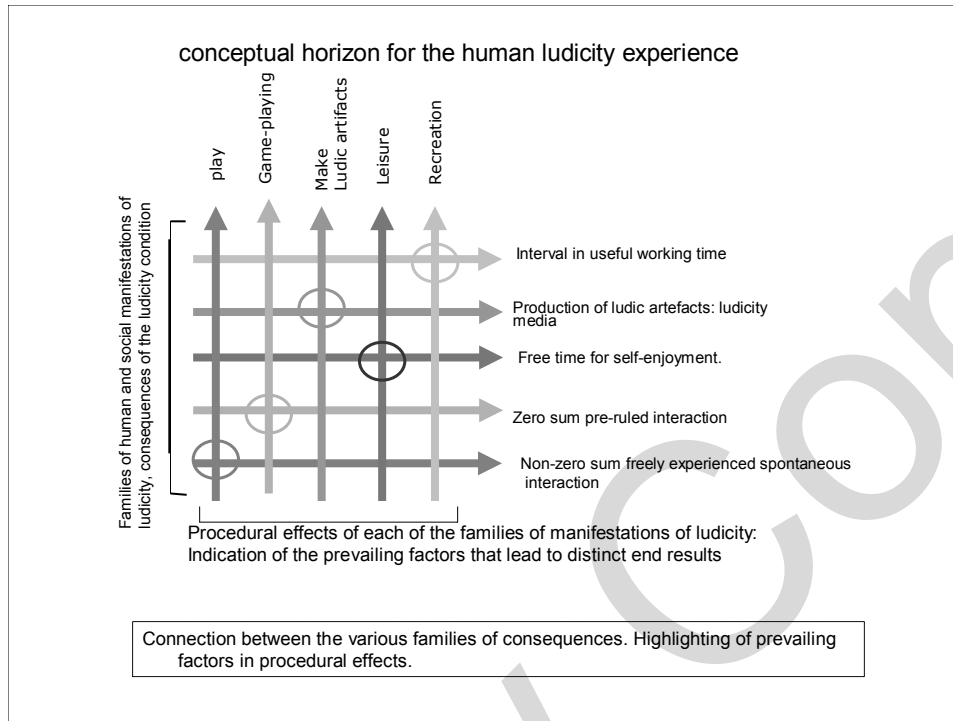 conceptual horizon for the human ludicity experience
play
Game-playing
Make
Ludic artifacts
Leisure
Recreation
Families of human and social manifestations of
ludicity, consequences of the ludicity condition
Interval in useful working time
Production of ludic artefacts: ludicity
media
Free time for self-enjoyment.
Zero sum pre-ruled interaction
Non-zero sum freely experienced spontaneous
interaction
Procedural effects of each of the families of manifestations of ludicity:
Indication of the prevailing factors that lead to distinct end results
Connection between the various families of consequences. Highlighting of prevailing
factors in procedural effects.
y Con